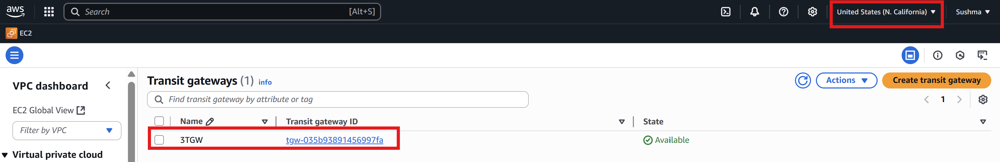 aws
Search [Alt+S]
United States (N. California)
Sushma
EC2
VPC dashboard
EC2 Global View
Filter by VPC
Virtual private cloud
Transit gateways (1) info
Actions
Create transit gateway
Find transit gateway by attribute or tag
1
Name Transit gateway ID State
3TGW tgw-035b93891456997fa Available